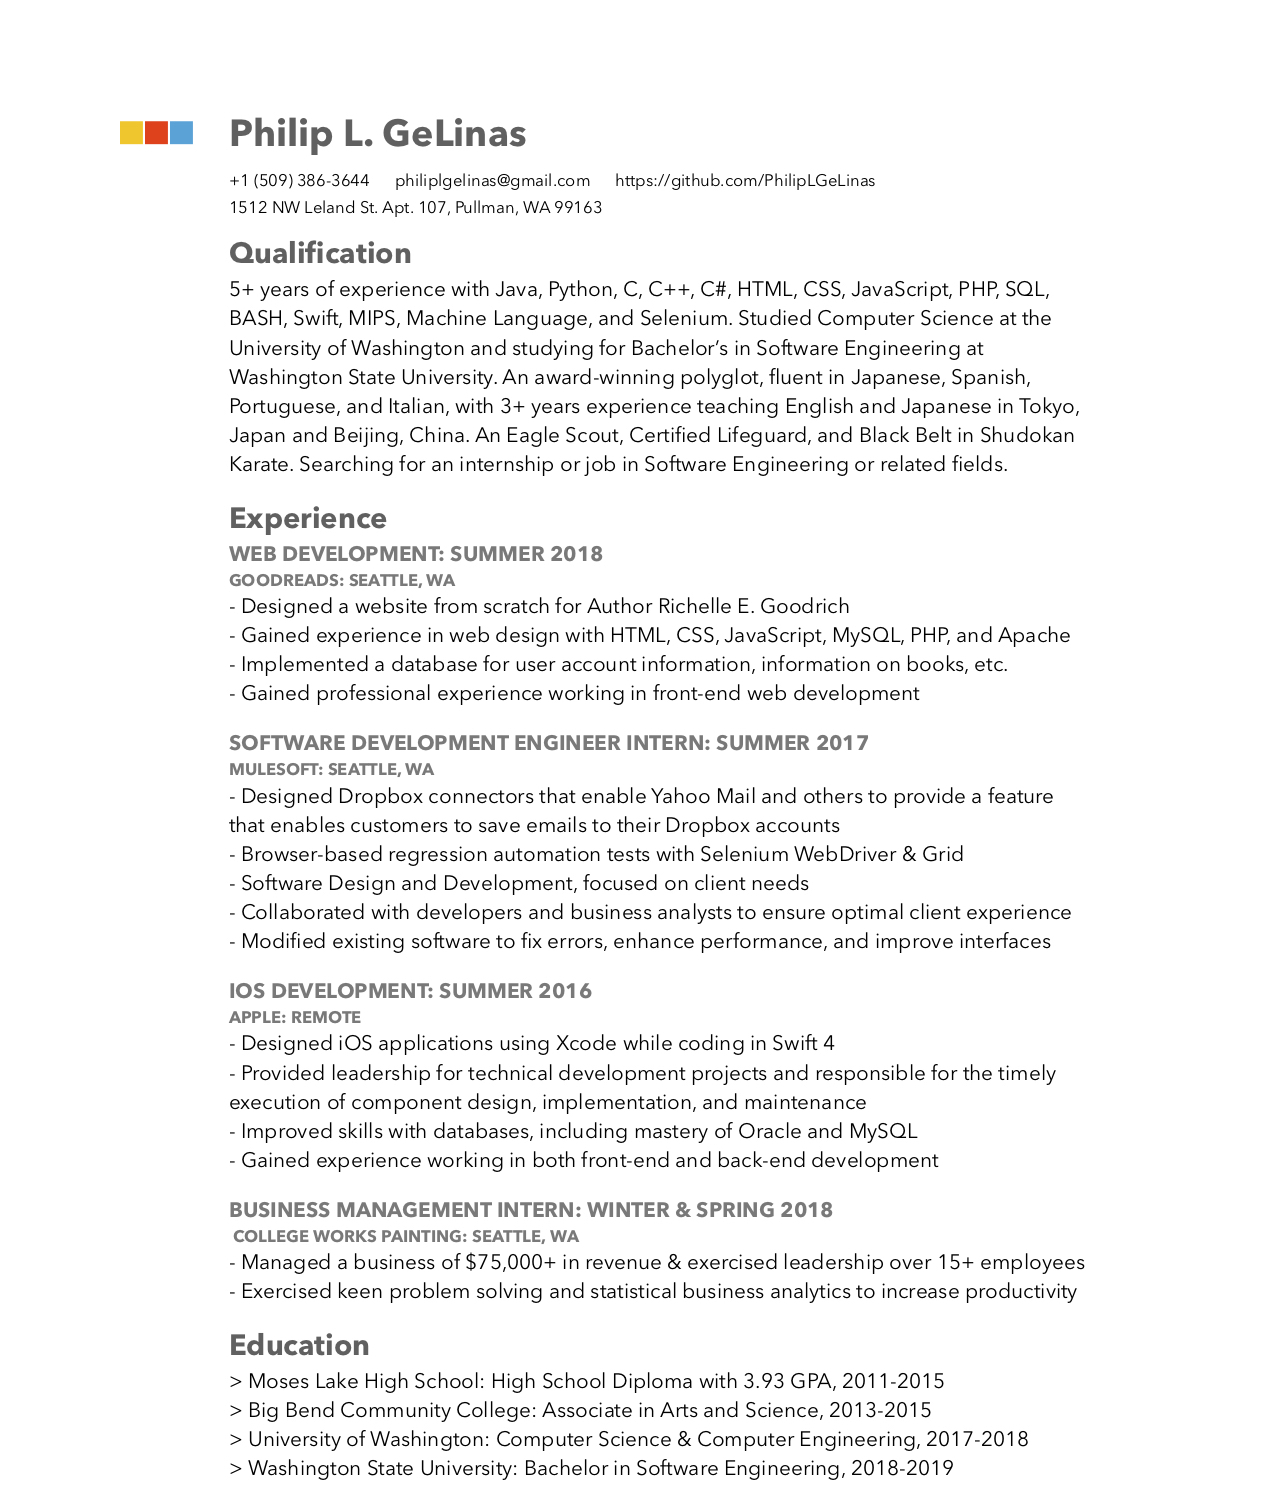 Philip L. GeLinas
+1 (509) 386-3644 philiplgelinas@gmail.com https://github.com/PhilipLGeLinas
1512 NW Leland St. Apt. 107, Pullman, WA 99163
Qualification
5+ years of experience with Java, Python, C, C++, C#, HTML, CSS, JavaScript, PHP, SQL,
BASH, Swift, MIPS, Machine Language, and Selenium. Studied Computer Science at the
University of Washington and studying for Bachelor’s in Software Engineering at
Washington State University. An award-winning polyglot, fluent in Japanese, Spanish,
Portuguese, and Italian, with 3+ years experience teaching English and Japanese in Tokyo,
Japan and Beijing, China. An Eagle Scout, Certified Lifeguard, and Black Belt in Shudokan
Karate. Searching for an internship or job in Software Engineering or related fields.
Experience
WEB DEVELOPMENT: SUMMER 2018
GOODREADS: SEATTLE, WA
- Designed a website from scratch for Author Richelle E. Goodrich
- Gained experience in web design with HTML, CSS, JavaScript, MySQL, PHP, and Apache
- Implemented a database for user account information, information on books, etc.
- Gained professional experience working in front-end web development
SOFTWARE DEVELOPMENT ENGINEER INTERN: SUMMER 2017
MULESOFT: SEATTLE, WA
- Designed Dropbox connectors that enable Yahoo Mail and others to provide a feature
that enables customers to save emails to their Dropbox accounts
- Browser-based regression automation tests with Selenium WebDriver & Grid
- Software Design and Development, focused on client needs
- Collaborated with developers and business analysts to ensure optimal client experience
- Modified existing software to fix errors, enhance performance, and improve interfaces
IOS DEVELOPMENT: SUMMER 2016
APPLE: REMOTE
- Designed iOS applications using Xcode while coding in Swift 4
- Provided leadership for technical development projects and responsible for the timely
execution of component design, implementation, and maintenance
- Improved skills with databases, including mastery of Oracle and MySQL
- Gained experience working in both front-end and back-end development
BUSINESS MANAGEMENT INTERN: WINTER & SPRING 2018
COLLEGE WORKS PAINTING: SEATTLE, WA
- Managed a business of $75,000+ in revenue & exercised leadership over 15+ employees
- Exercised keen problem solving and statistical business analytics to increase productivity
Education
> Moses Lake High School: High School Diploma with 3.93 GPA, 2011-2015
> Big Bend Community College: Associate in Arts and Science, 2013-2015
> University of Washington: Computer Science & Computer Engineering, 2017-2018
> Washington State University: Bachelor in Software Engineering, 2018-2019